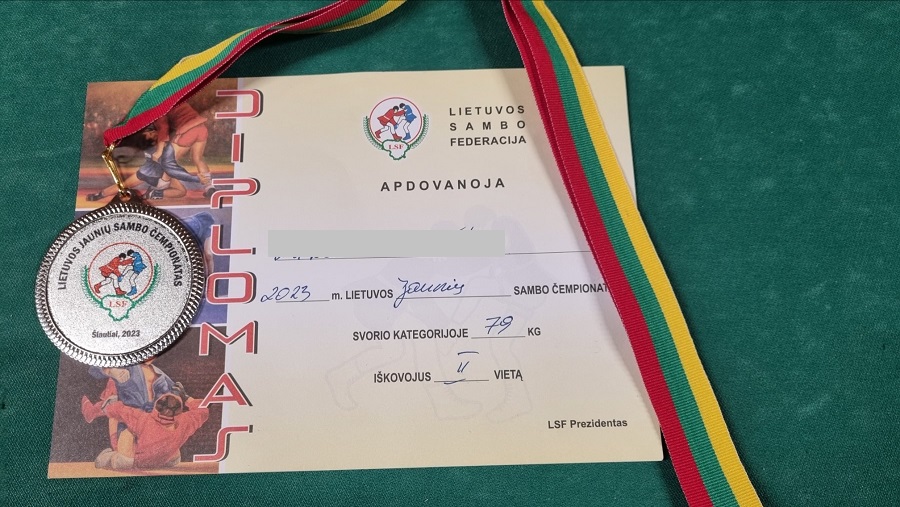 DIPLOMAS
LSF
LIETUVOS
SAMBO
FEDERACIJA
APDOVANOJA
2023 m. LIETUVOS Jaunių SAMBO ČEMPIONAT
SVORIO KATEGORIJOJE 79 KG
IŠKOVOJUS II VIETĄ
LSF Prezidentas
LIETUVOS JAUNIŲ SAMBO ČEMPIONATAS
LSF
Šiauliai, 2023